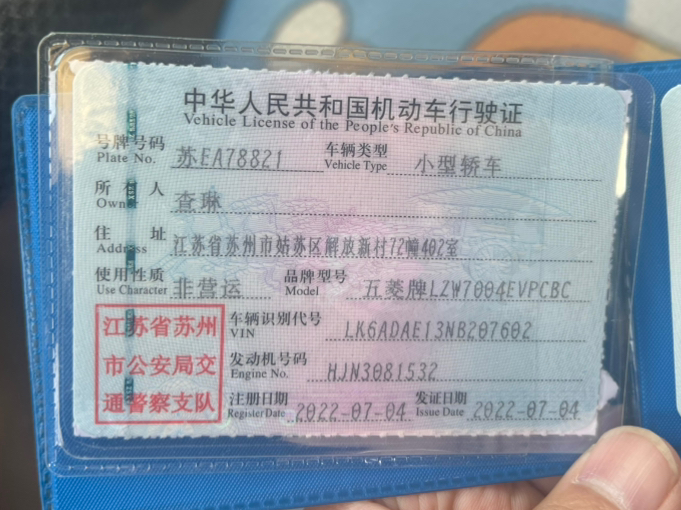 中华人民共和国机动车行驶证
Vehicle License of the People's Republic of China
号牌号码 苏EA78821 车辆类型 小型轿车
Plate No. Vehicle Type
所有人 查琳
Owner
住址 江苏省苏州市姑苏区解放新村72幢402室
Address
使用性质 非营运 品牌型号 五菱牌LZW7004EVPCBC
Use Character Model
江苏省苏州
市公安局交
通警察支队
车辆识别代号 LK6ADAE13NB207602
VIN
发动机号码 HJN3081532
Engine No.
注册日期 2022-07-04 发证日期 2022-07-04
Register Date Issue Date